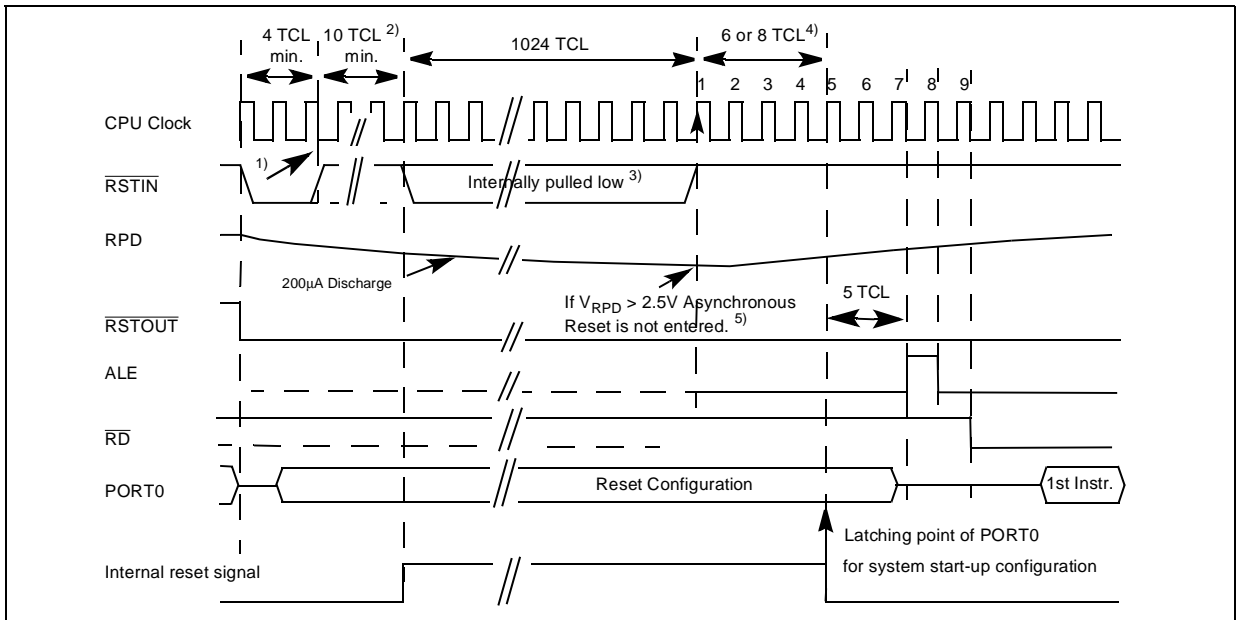 4 TCL
min.
10 TCL 2)
min.
1024 TCL
6 or 8 TCL4)
1 2 3 4 5 6 7 8 9
CPU Clock
1)
RSTIN
Internally pulled low 3)
RPD
200µA Discharge
If VRPD > 2.5V Asynchronous
Reset is not entered. 5)
5 TCL
RSTOUT
ALE
RD
PORT0
Reset Configuration
1st Instr.
Latching point of PORT0
for system start-up configuration
Internal reset signal